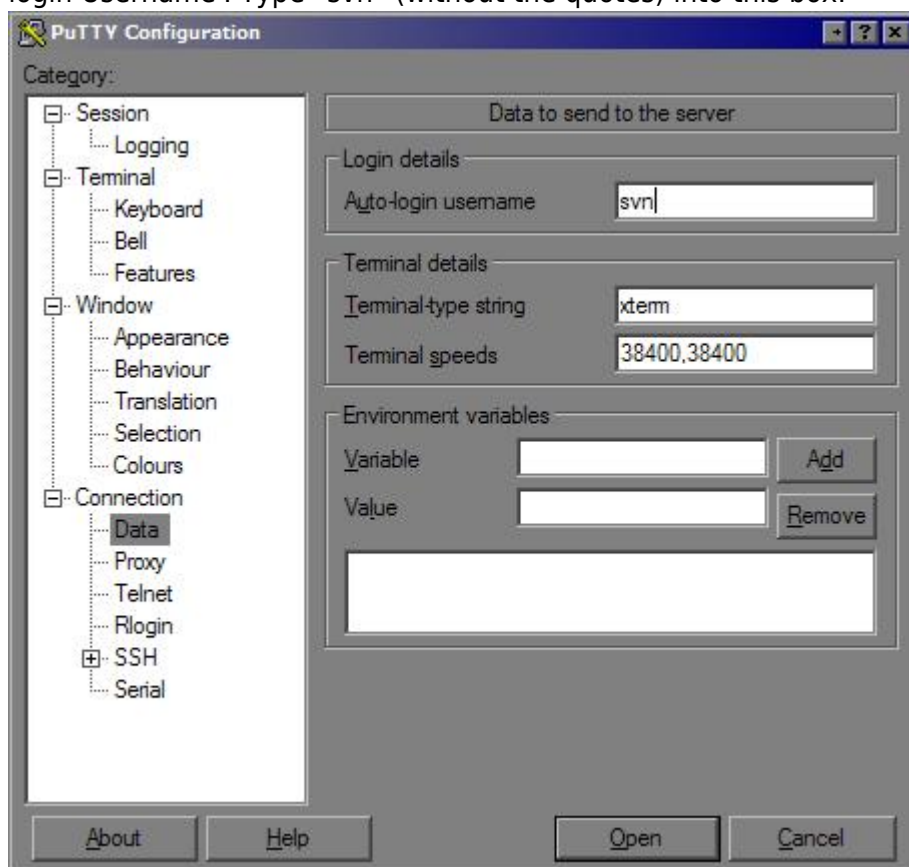 login Username". Type "svn" (without the quotes) into this box.
PuTTY Configuration
Category:
Session
Logging
Terminal
Keyboard
Bell
Features
Window
Appearance
Behaviour
Translation
Selection
Colours
Connection
Data
Proxy
Telnet
Rlogin
SSH
Serial
Data to send to the server
Login details
Auto-login username svn
Terminal details
Terminal-type string xterm
Terminal speeds 38400,38400
Environment variables
Variable Add
Value Remove
About Help Open Cancel